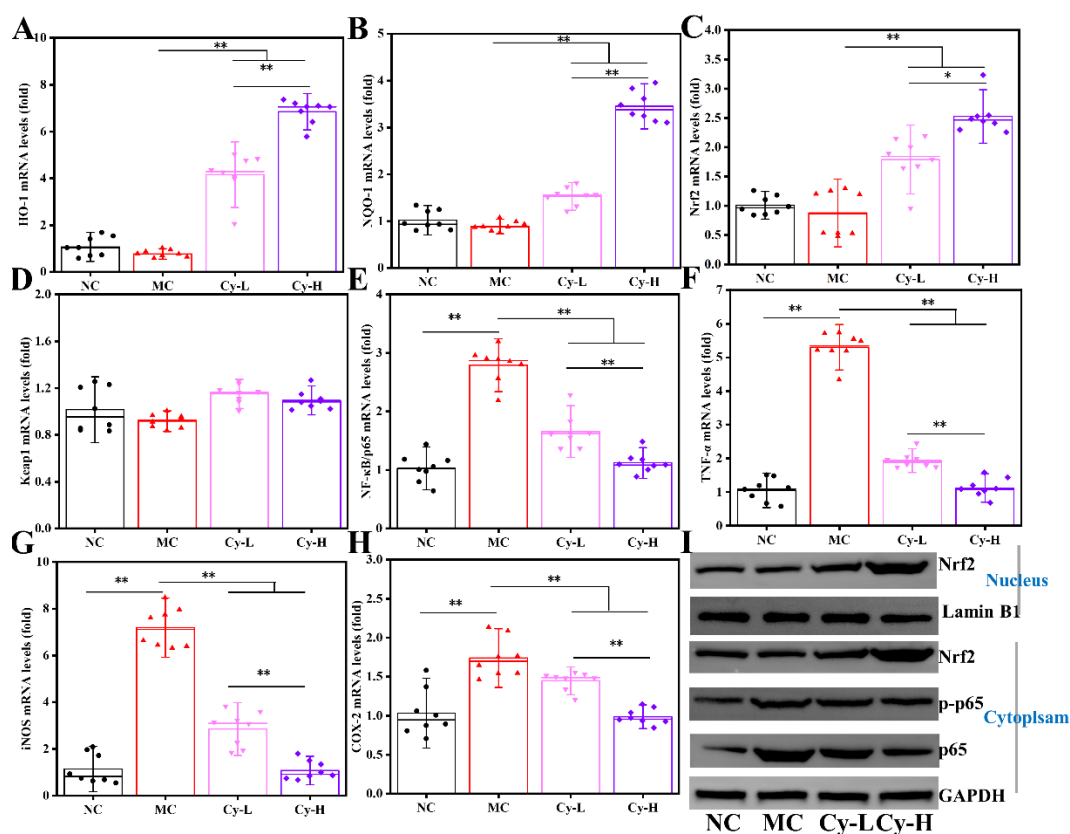 A
HO-1 mRNA levels (fold)
10
8
6
4
2
0
**
**
NC MC Cy-L Cy-H
B
NQO-1 mRNA levels (fold)
5
4
3
2
1
0
**
**
NC MC Cy-L Cy-H
C
Nrf2 mRNA levels (fold)
4.0
3.5
3.0
2.5
2.0
1.5
1.0
0.5
0.0
**
*
NC MC Cy-L Cy-H
D
Keap1 mRNA levels (fold)
1.2
0.9
0.6
0.3
0.0
NC MC Cy-L Cy-H
E
NF-κB/p65 mRNA levels (fold)
4
3
2
1
0
**
**
**
NC MC Cy-L Cy-H
F
TNF-α mRNA levels (fold)
7
6
5
4
3
2
1
0
**
**
**
NC MC Cy-L Cy-H
G
iNOS mRNA levels (fold)
10
8
6
4
2
0
**
**
**
NC MC Cy-L Cy-H
H
COX-2 mRNA levels (fold)
3.0
2.5
2.0
1.5
1.0
0.5
0.0
**
**
**
NC MC Cy-L Cy-H
I
Nrf2
Nucleus
Lamin B1
Nrf2
p-p65
Cytoplsam
p65
GAPDH
NC MC Cy-L Cy-H